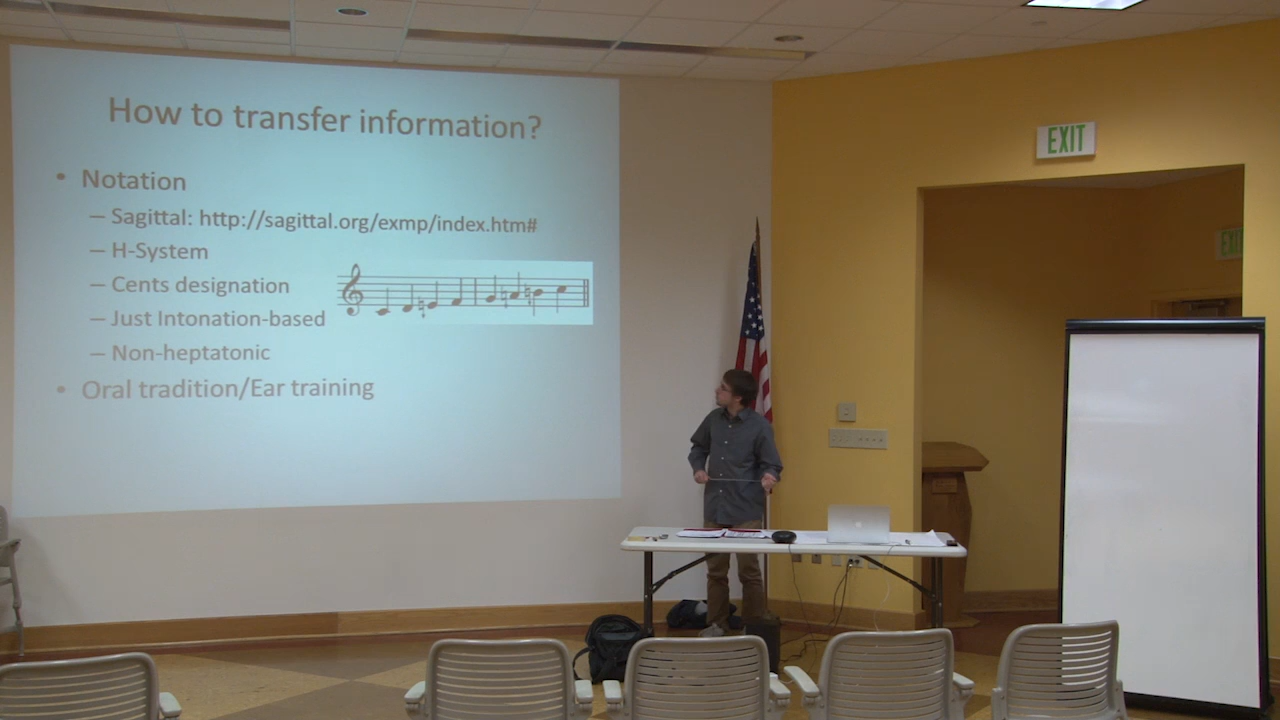 How to transfer information?
• Notation
– Sagittal: http://sagittal.org/exmp/index.htm#
– H-System
– Cents designation
– Just Intonation-based
– Non-heptatonic
• Oral tradition/Ear training
EXIT
EXIT